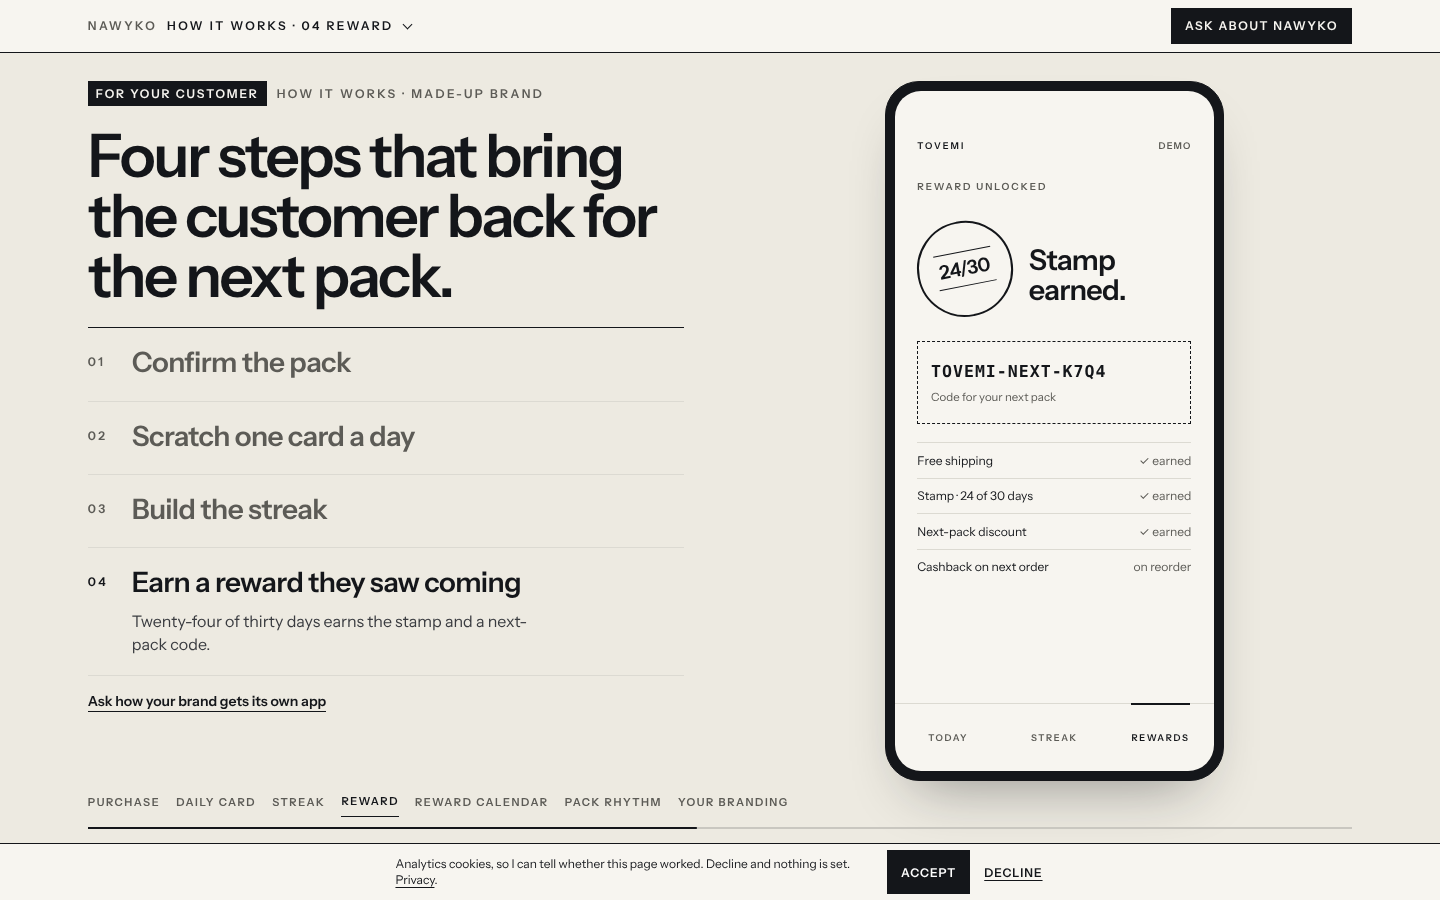 NAWYKO HOW IT WORKS · 04 REWARD
ASK ABOUT NAWYKO
FOR YOUR CUSTOMER HOW IT WORKS · MADE-UP BRAND
Four steps that bring
the customer back for
the next pack.
01 Confirm the pack
02 Scratch one card a day
03 Build the streak
04 Earn a reward they saw coming
Twenty-four of thirty days earns the stamp and a next-
pack code.
Ask how your brand gets its own app
TOVEMI DEMO
REWARD UNLOCKED
24/30
Stamp
earned.
TOVEMI-NEXT-K7Q4
Code for your next pack
Free shipping ✓ earned
Stamp · 24 of 30 days ✓ earned
Next-pack discount ✓ earned
Cashback on next order on reorder
TODAY STREAK REWARDS
PURCHASE DAILY CARD STREAK REWARD REWARD CALENDAR PACK RHYTHM YOUR BRANDING
Analytics cookies, so I can tell whether this page worked. Decline and nothing is set.
Privacy.
ACCEPT DECLINE